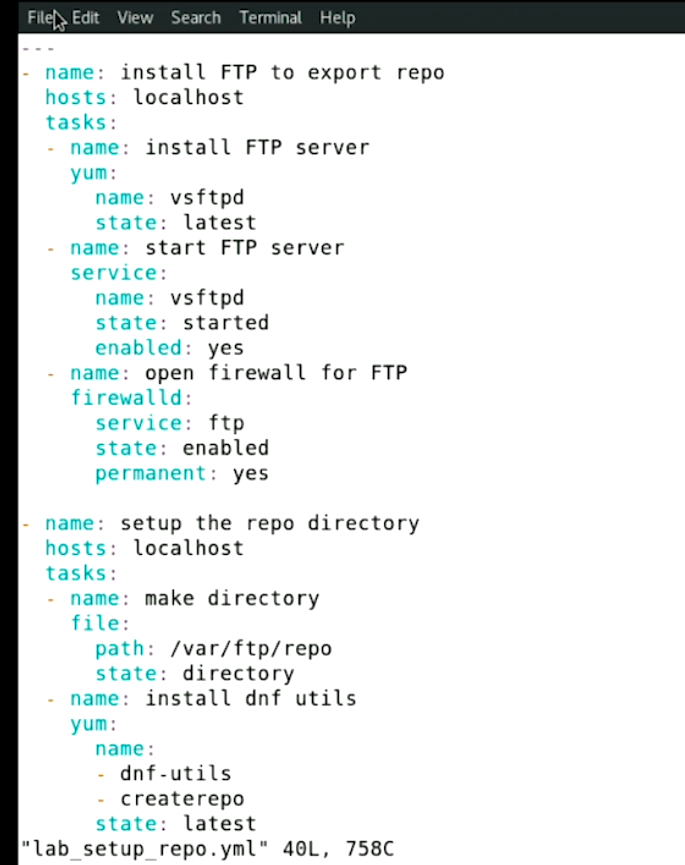 File Edit View Search Terminal Help
---
- name: install FTP to export repo
  hosts: localhost
  tasks:
  - name: install FTP server
    yum:
      name: vsftpd
      state: latest
  - name: start FTP server
    service:
      name: vsftpd
      state: started
      enabled: yes
  - name: open firewall for FTP
    firewalld:
      service: ftp
      state: enabled
      permanent: yes

- name: setup the repo directory
  hosts: localhost
  tasks:
  - name: make directory
    file:
      path: /var/ftp/repo
      state: directory
  - name: install dnf utils
    yum:
      name:
      - dnf-utils
      - createrepo
      state: latest
"lab_setup_repo.yml" 40L, 758C